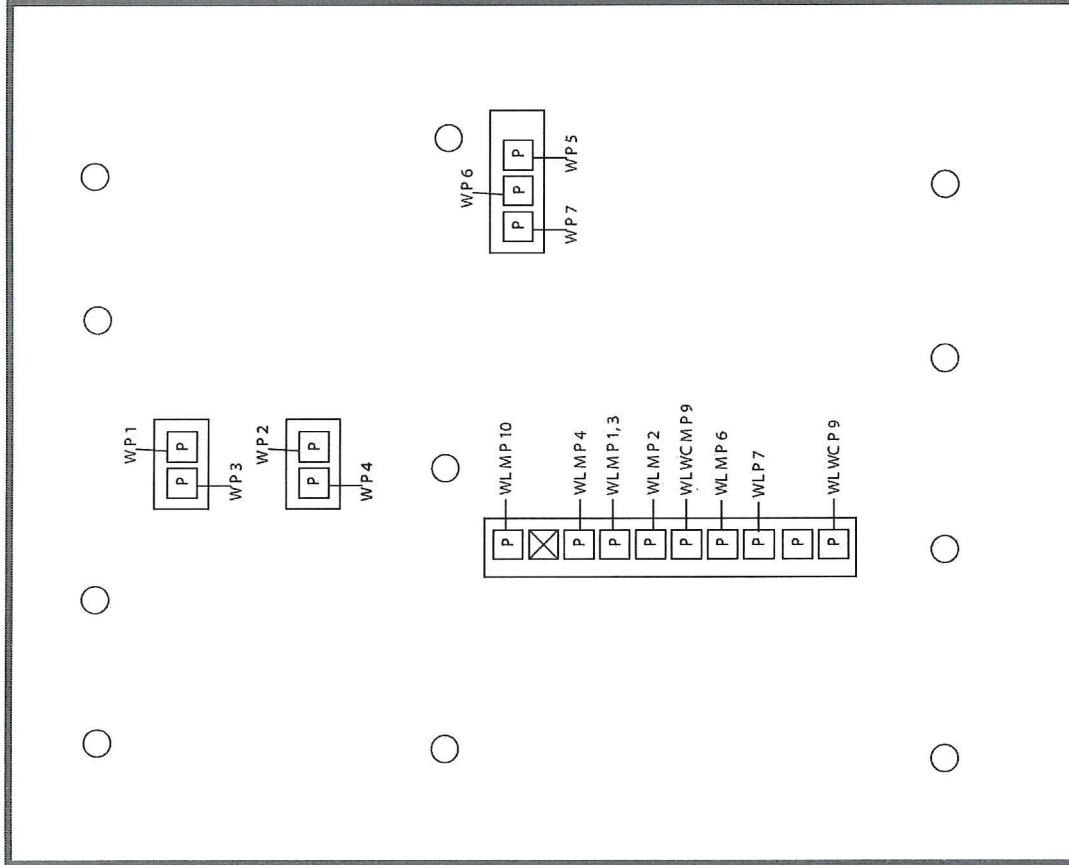 WP1
P
P
WP3
WP2
P
P
WP4
WP6
P
P
P
WP5
WP7
P WLMP10
P WLMP4
P WLMP1,3
P WLMP2
P WLWCMP9
P WLMP6
P WLP7
P
P WLWCP9